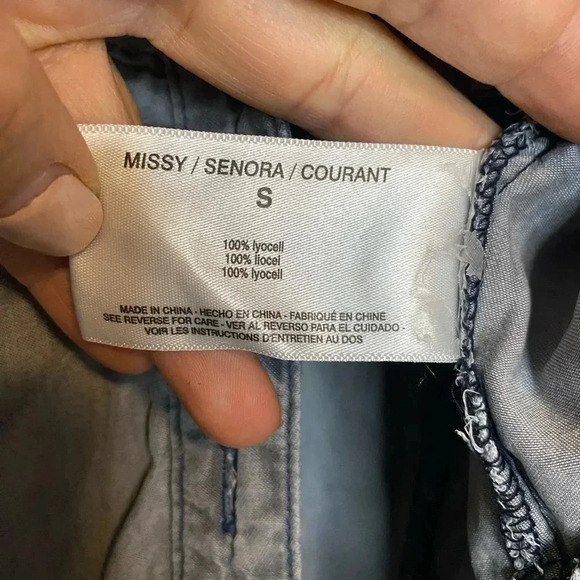 MISSY / SENORA / COURANT
S
100% lyocell
100% liocel
100% lyocell
MADE IN CHINA - HECHO EN CHINA - FABRIQUÉ EN CHINE
SEE REVERSE FOR CARE - VER AL REVERSO PARA EL CUIDADO -
VOIR LES INSTRUCTIONS D'ENTRETIEN AU DOS